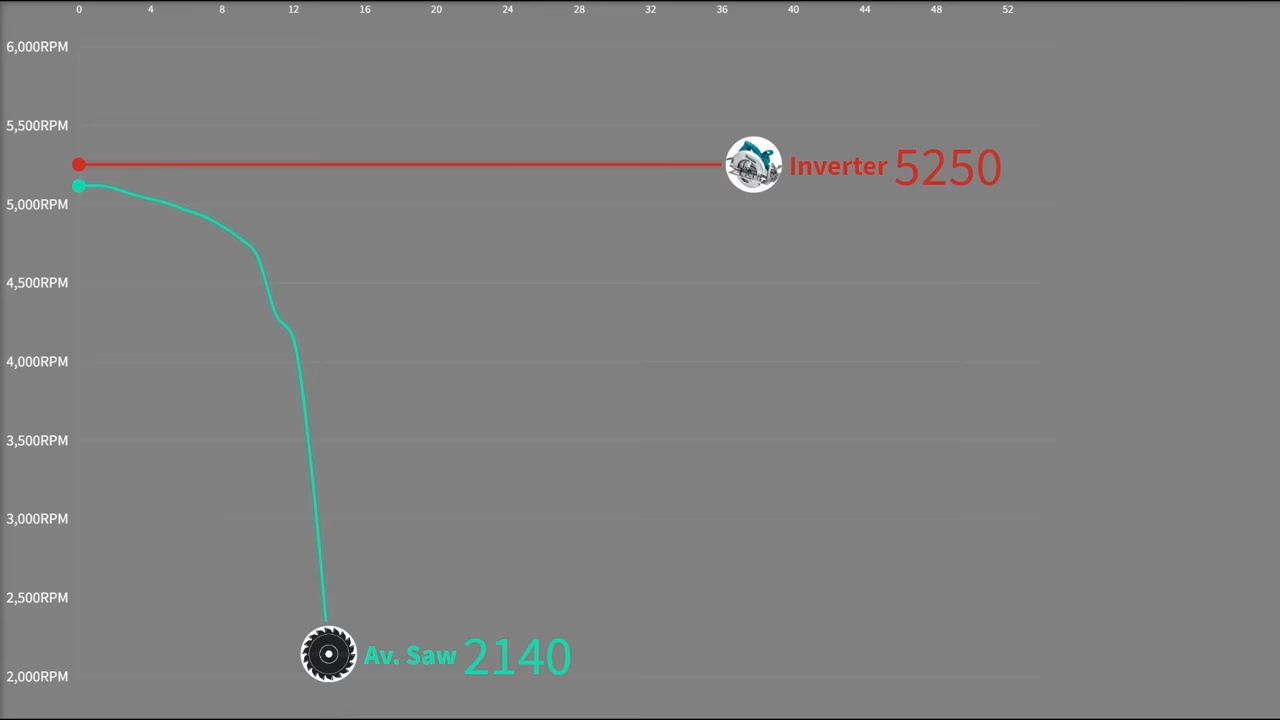 0 4 8 12 16 20 24 28 32 36 40 44 48 52
6,000RPM
5,500RPM
Inverter 5250
5,000RPM
4,500RPM
4,000RPM
3,500RPM
3,000RPM
2,500RPM
Av. Saw 2140
2,000RPM